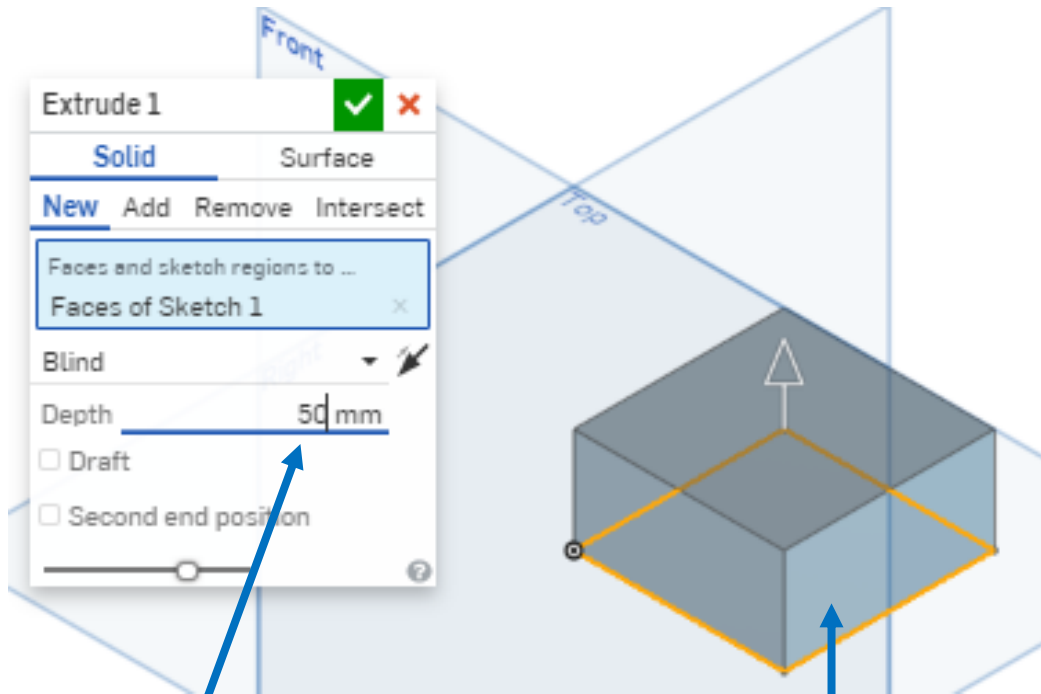 Front
Extrude 1
Solid Surface
New Add Remove Intersect
Top
Faces and sketch regions to ...
Faces of Sketch 1
Blind
Right
Depth 50 mm
Draft
Second end position